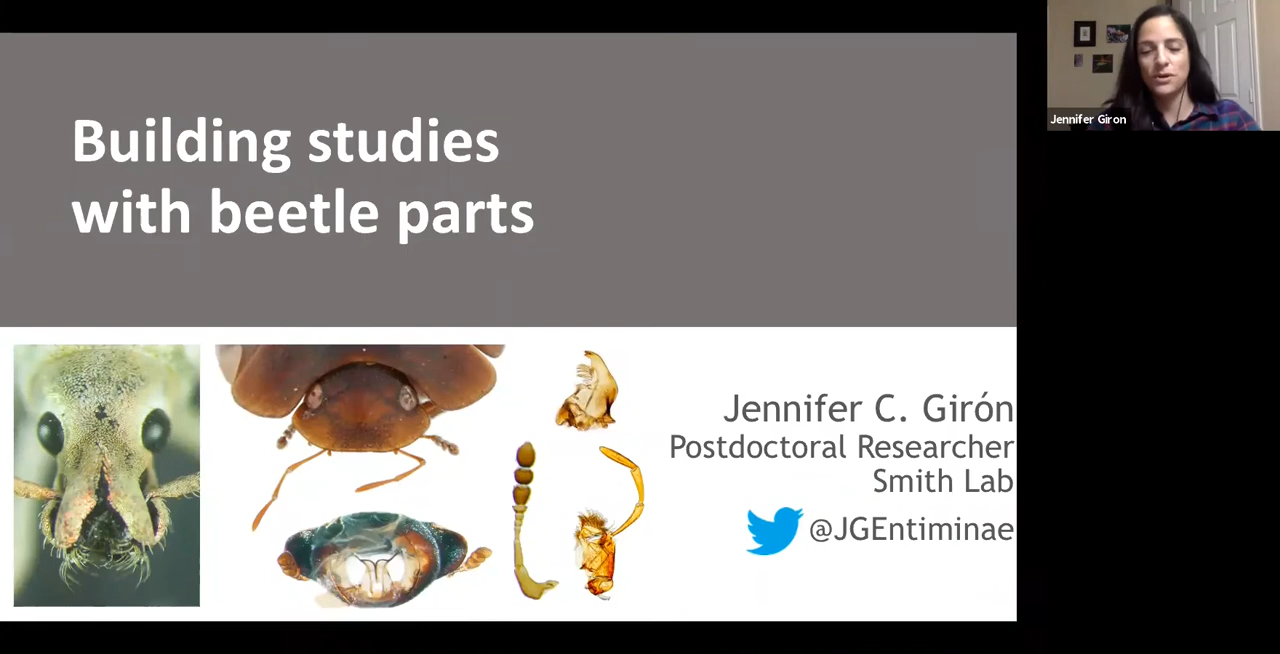 Building studies
with beetle parts
Jennifer C. Girón
Postdoctoral Researcher
Smith Lab
@JGEntiminae
Jennifer Giron